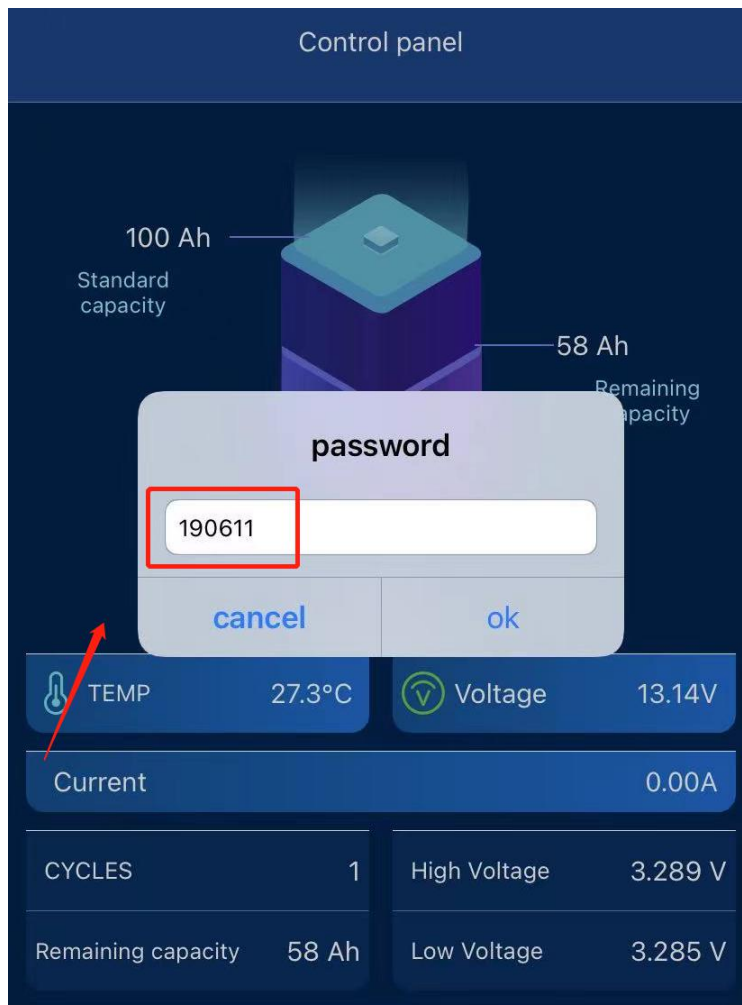 Control panel
100 Ah
Standard
capacity
58 Ah
Remaining
apacity
password
190611
cancel
ok
TEMP
27.3°C
Voltage
13.14V
Current
0.00A
CYCLES
1
High Voltage
3.289 V
Remaining capacity
58 Ah
Low Voltage
3.285 V